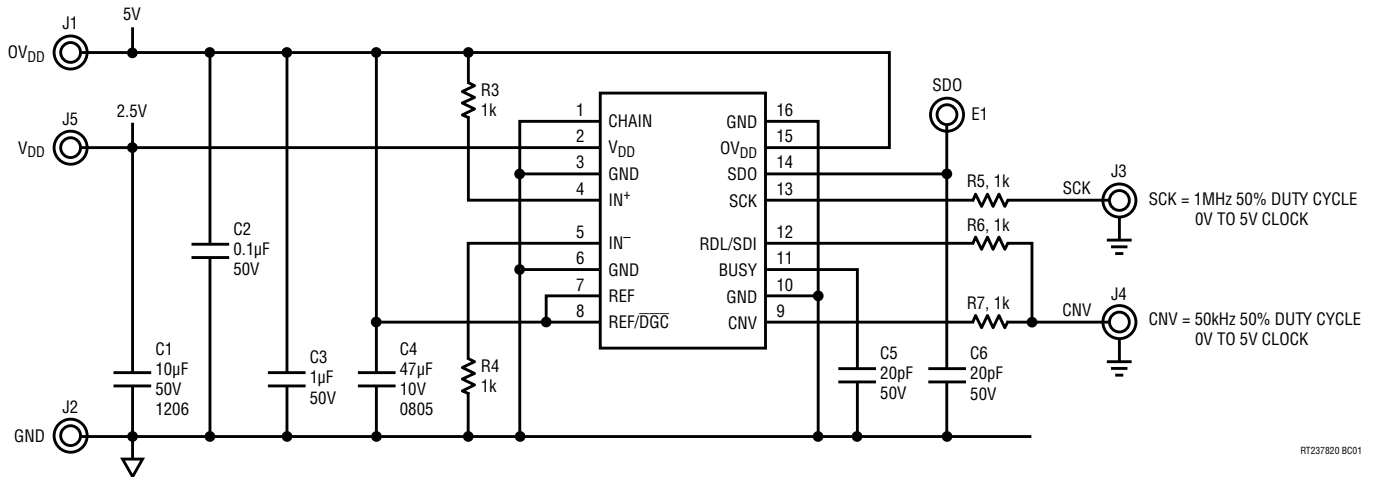 J1
5V
OVDD
J5
2.5V
VDD
R3
1k
C2
0.1µF
50V
C1
10µF
50V
1206
C3
1µF
50V
C4
47µF
10V
0805
R4
1k
J2
GND
1
2
3
4
5
6
7
8
CHAIN
VDD
GND
IN+
IN–
GND
REF
REF/D̅G̅C̅
GND
OVDD
SDO
SCK
RDL/SDI
BUSY
GND
CNV
16
15
14
13
12
11
10
9
SDO
E1
R5, 1k
SCK
J3
SCK = 1MHz 50% DUTY CYCLE
0V TO 5V CLOCK
R6, 1k
R7, 1k
CNV
J4
CNV = 50kHz 50% DUTY CYCLE
0V TO 5V CLOCK
C5
20pF
50V
C6
20pF
50V
RT237820 BC01